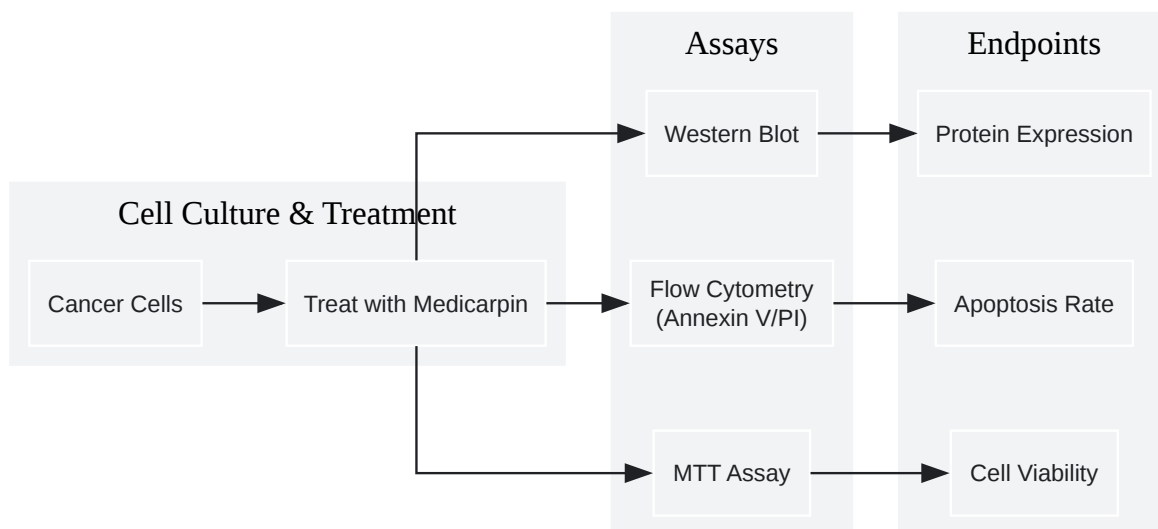 Assays
Endpoints
Western Blot
Protein Expression
Cell Culture & Treatment
Cancer Cells
Treat with Medicarpin
Flow Cytometry
(Annexin V/PI)
Apoptosis Rate
MTT Assay
Cell Viability